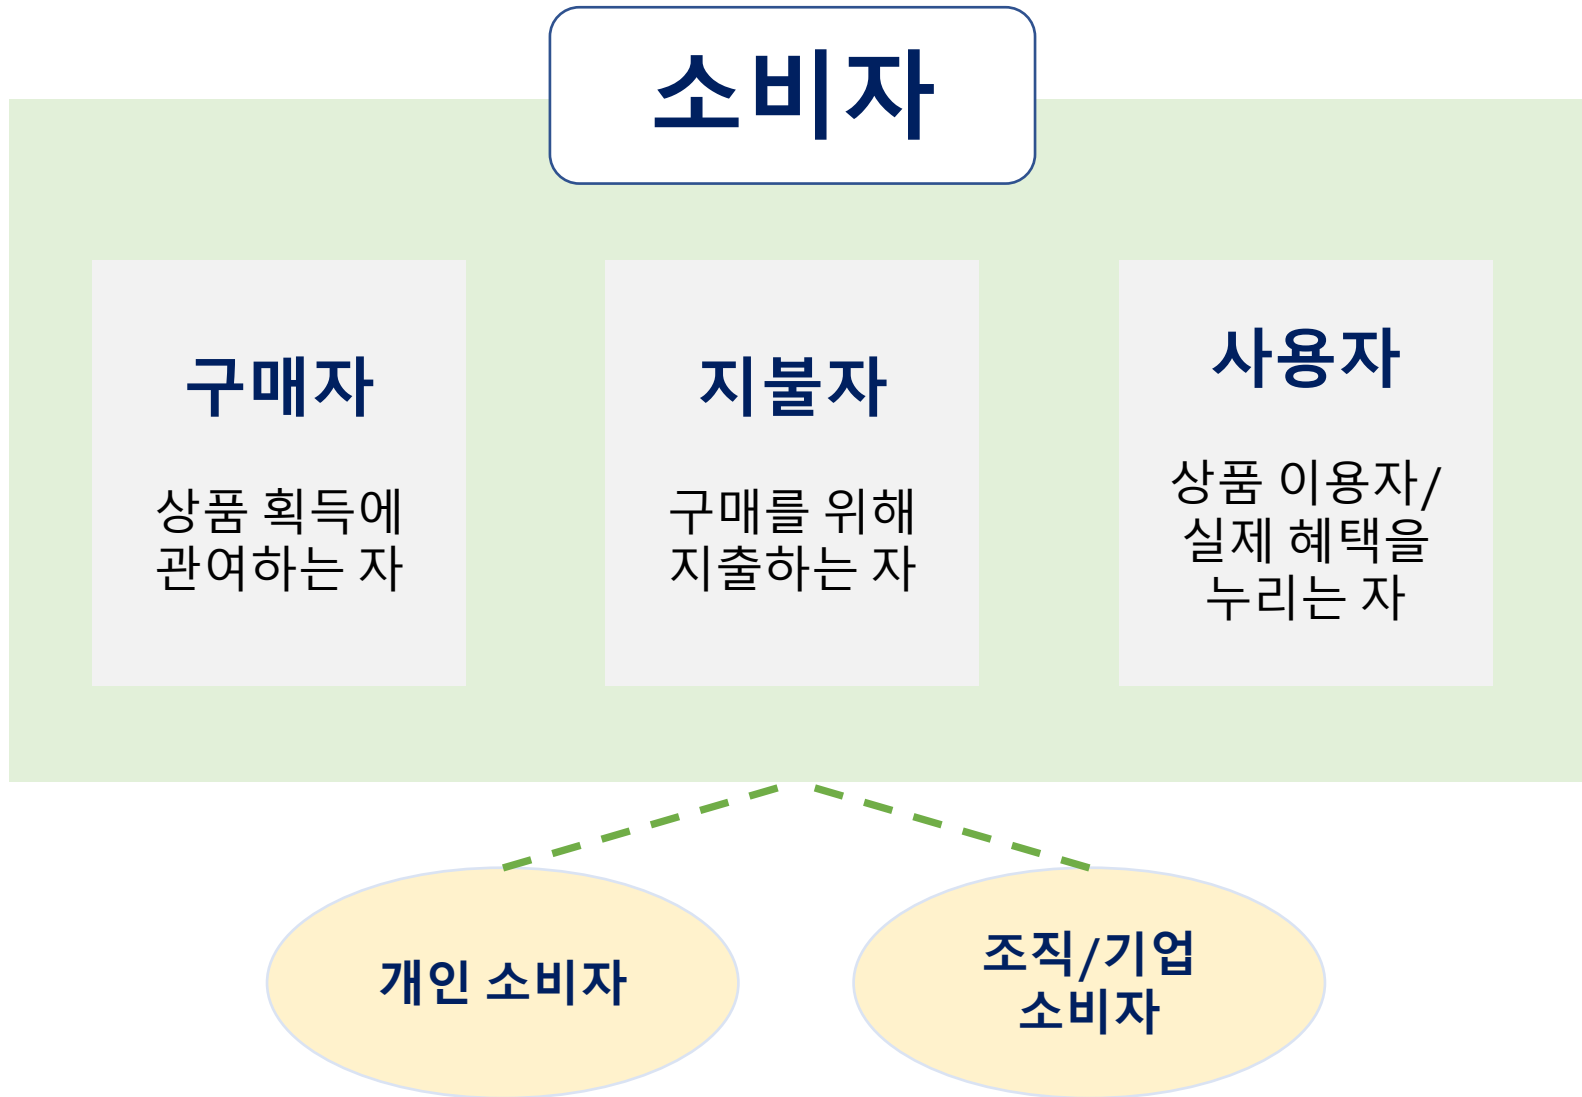 소비자
구매자
상품 획득에
관여하는 자
지불자
구매를 위해
지출하는 자
사용자
상품 이용자/
실제 혜택을
누리는 자
개인 소비자
조직/기업
소비자